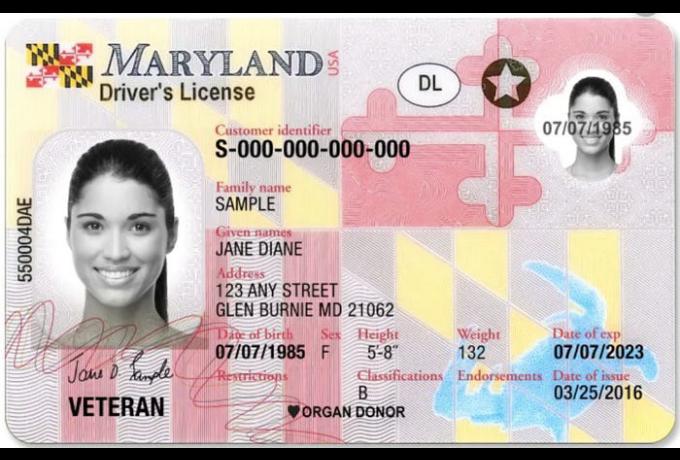 MARYLAND USA
Driver's License
DL
Customer identifier
S-000-000-000-000
07/07/1985
Family name
SAMPLE
Given names
JANE DIANE
Address
123 ANY STREET
GLEN BURNIE MD 21062
550004DAE
Date of birth Sex Height Weight Date of exp
07/07/1985 F 5'-8" 132 07/07/2023
Restrictions Classifications Endorsements Date of issue
B 03/25/2016
Jane D Sample
VETERAN
ORGAN DONOR